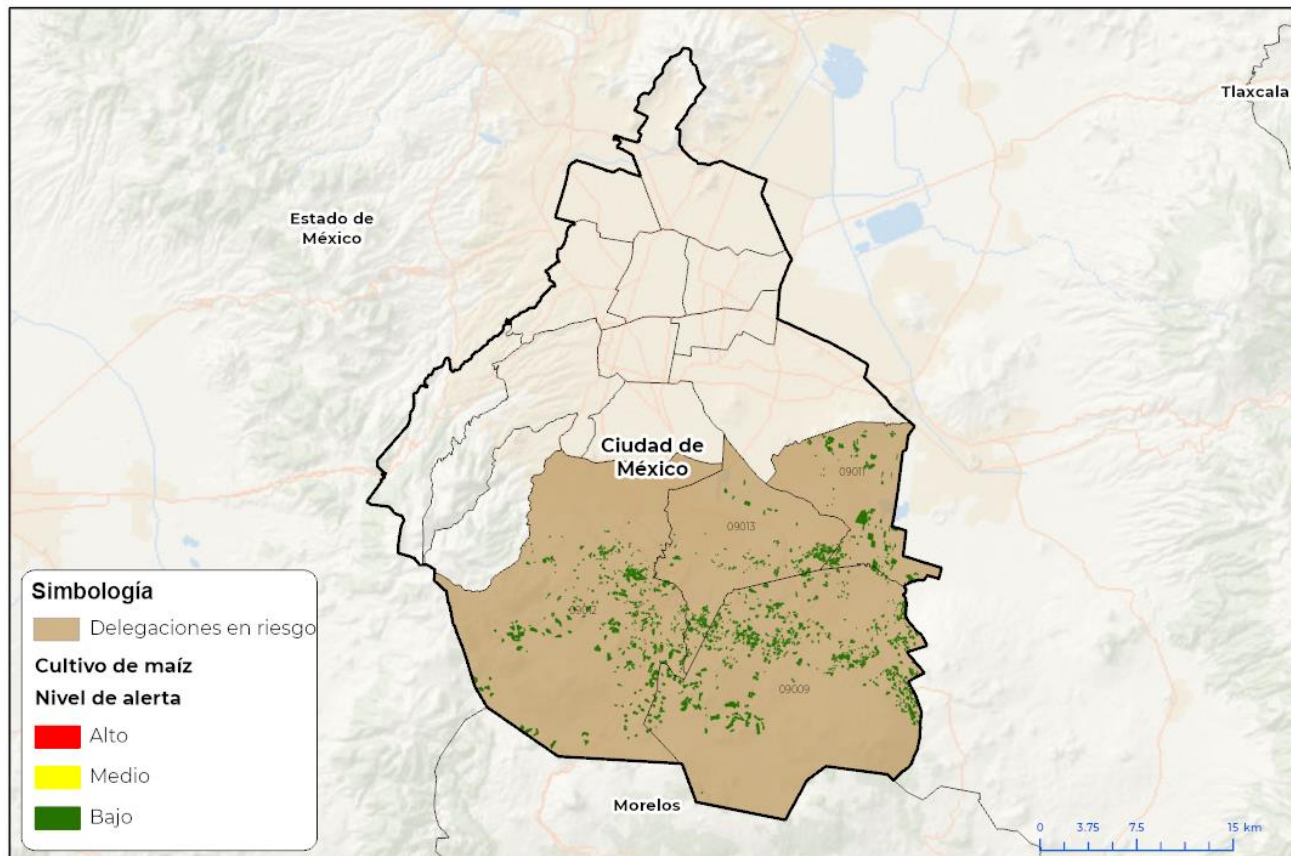 Tlaxcala
Estado de
México
Ciudad de
México
09011
09013
09012
09009
Simbología
Delegaciones en riesgo
Cultivo de maíz
Nivel de alerta
Alto
Medio
Bajo
Morelos
0 3.75 7.5 15 km